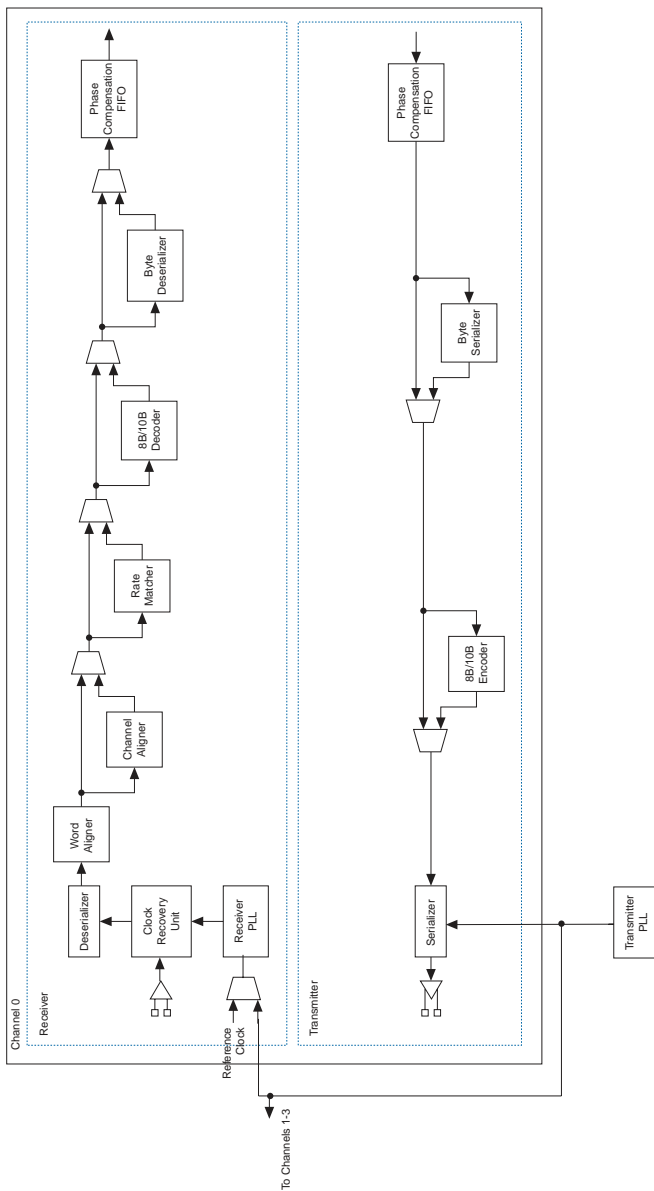 Channel 0
Receiver
Reference
Clock
Receiver
PLL
Clock
Recovery
Unit
Deserializer
Word
Aligner
Channel
Aligner
Rate
Matcher
8B/10B
Decoder
Byte
Deserializer
Phase
Compensation
FIFO
Transmitter
Serializer
8B/10B
Encoder
Byte
Serializer
Phase
Compensation
FIFO
To Channels 1-3
Transmitter
PLL